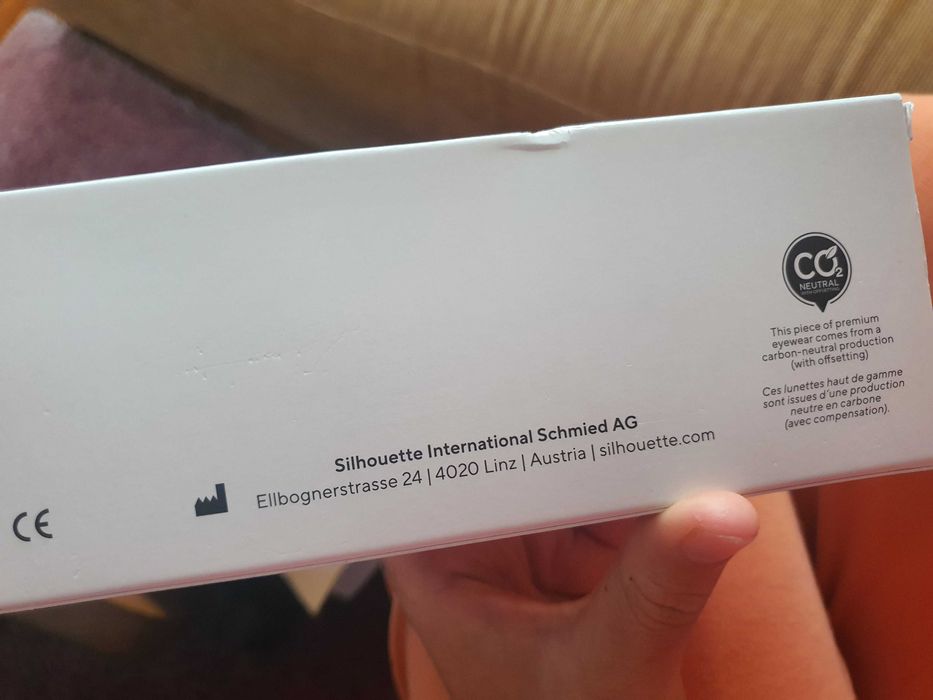 CO2
NEUTRAL
WITH OFFSETTING
This piece of premium
eyewear comes from a
carbon-neutral production
(with offsetting)
Ces lunettes haut de gamme
sont issues d'une production
neutre en carbone
(avec compensation).
Silhouette International Schmied AG
Ellbognerstrasse 24 | 4020 Linz | Austria | silhouette.com
CE